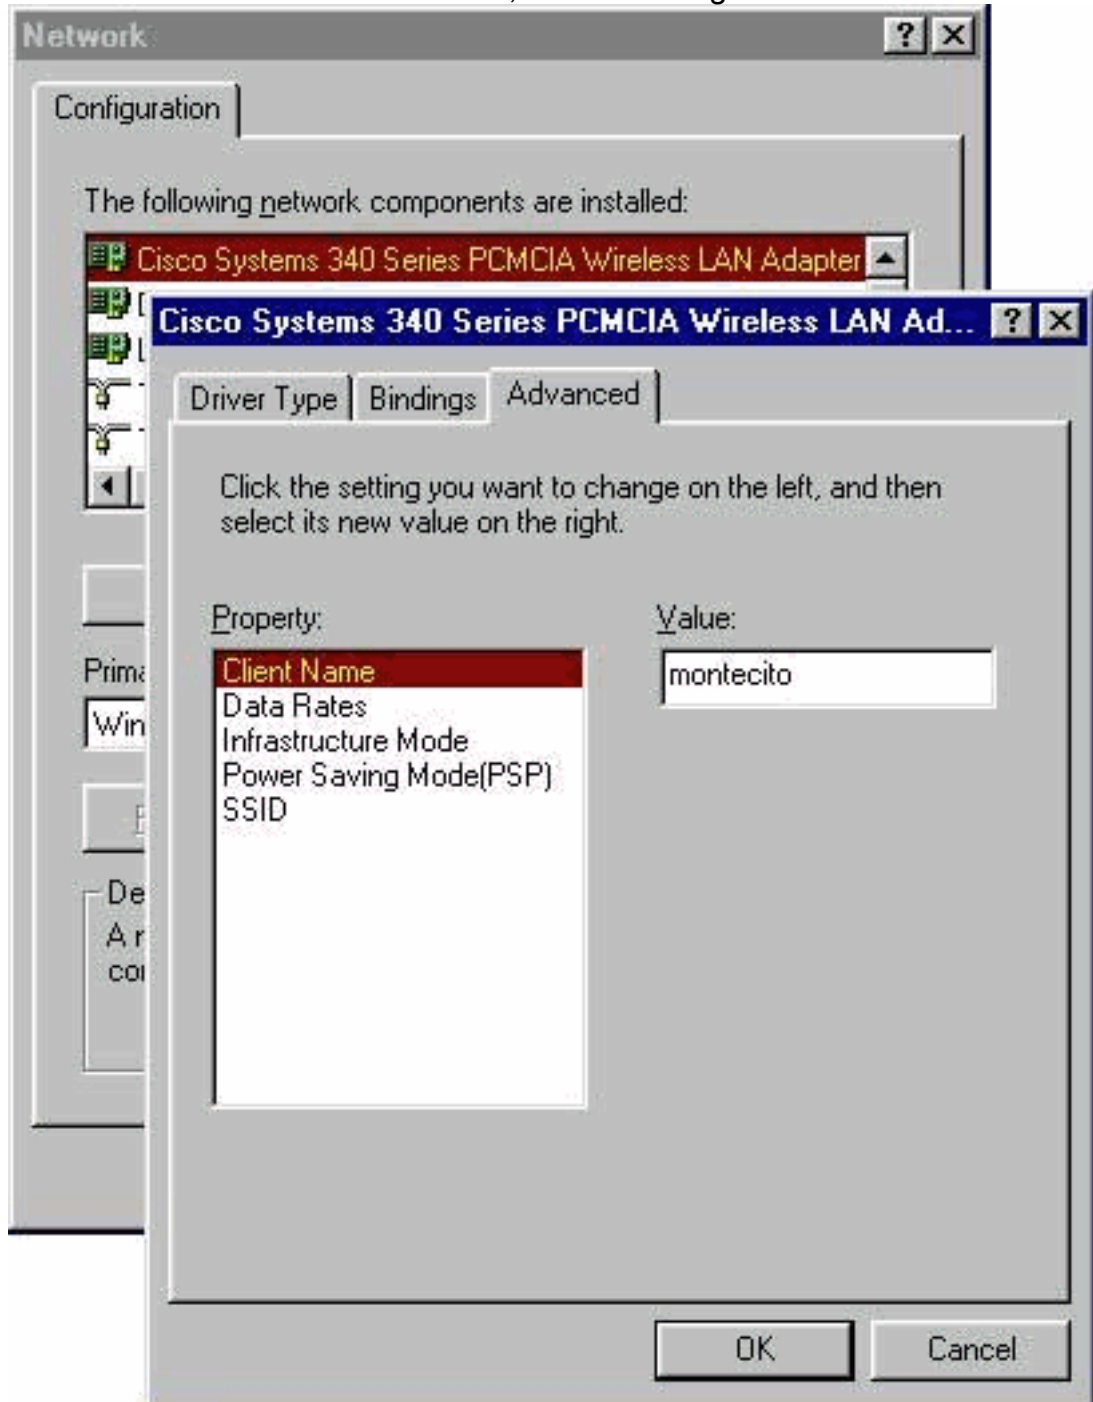 Network
Configuration
The following network components are installed:
Cisco Systems 340 Series PCMCIA Wireless LAN Adapter
Cisco Systems 340 Series PCMCIA Wireless LAN Ad...
Driver Type Bindings Advanced
Click the setting you want to change on the left, and then
select its new value on the right.
Property: Value:
Client Name montecito
Data Rates
Infrastructure Mode
Power Saving Mode(PSP)
SSID
Prima
Win
De
A r
OK Cancel